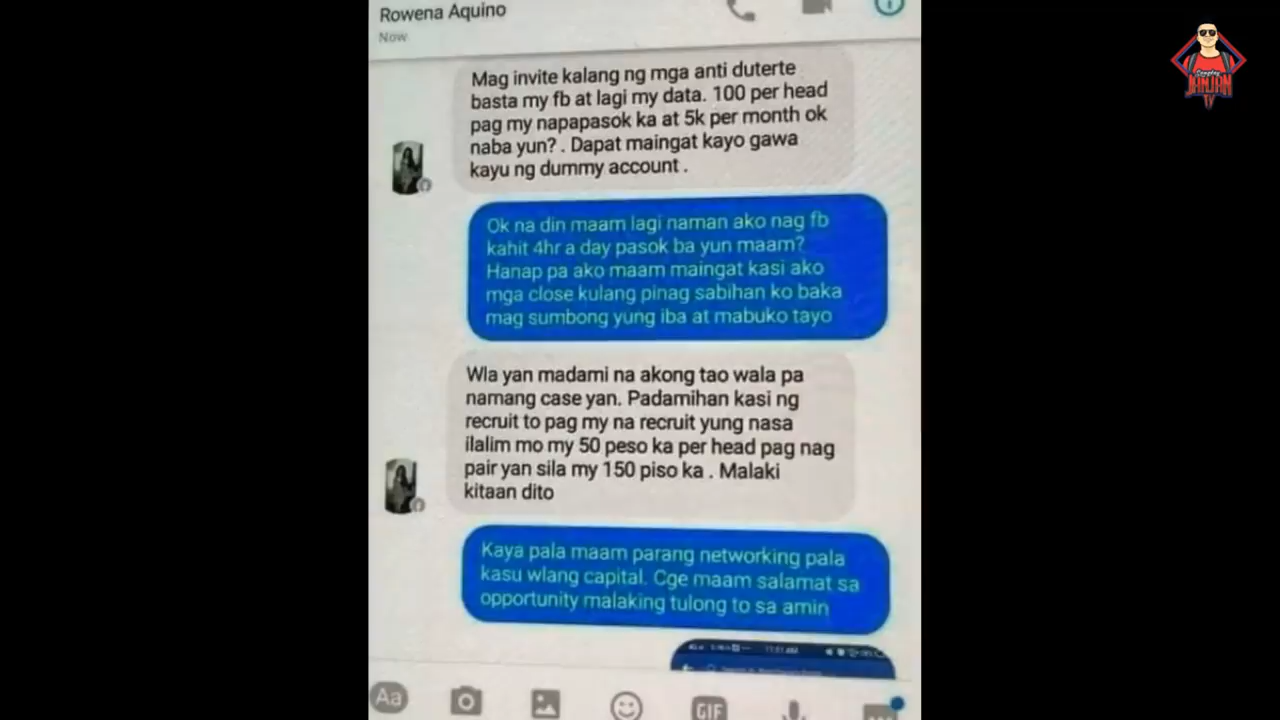 Rowena Aquino
Now
Mag invite kalang ng mga anti duterte
basta my fb at lagi my data. 100 per head
pag my napapasok ka at 5k per month ok
naba yun? . Dapat maingat kayo gawa
kayu ng dummy account .
Ok na din maam lagi naman ako nag fb
kahit 4hr a day pasok ba yun maam?
Hanap pa ako maam maingat kasi ako
mga close kulang pinag sabihan ko baka
mag sumbong yung iba at mabuko tayo
Wla yan madami na akong tao wala pa
namang case yan. Padamihan kasi ng
recruit to pag my na recruit yung nasa
ilalim mo my 50 peso ka per head pag nag
pair yan sila my 150 piso ka . Malaki
kitaan dito
Kaya pala maam parang networking pala
kasu wlang capital. Cge maam salamat sa
opportunity malaking tulong to sa amin
11:51 AM
Aa
GIF
JANJAN
TV